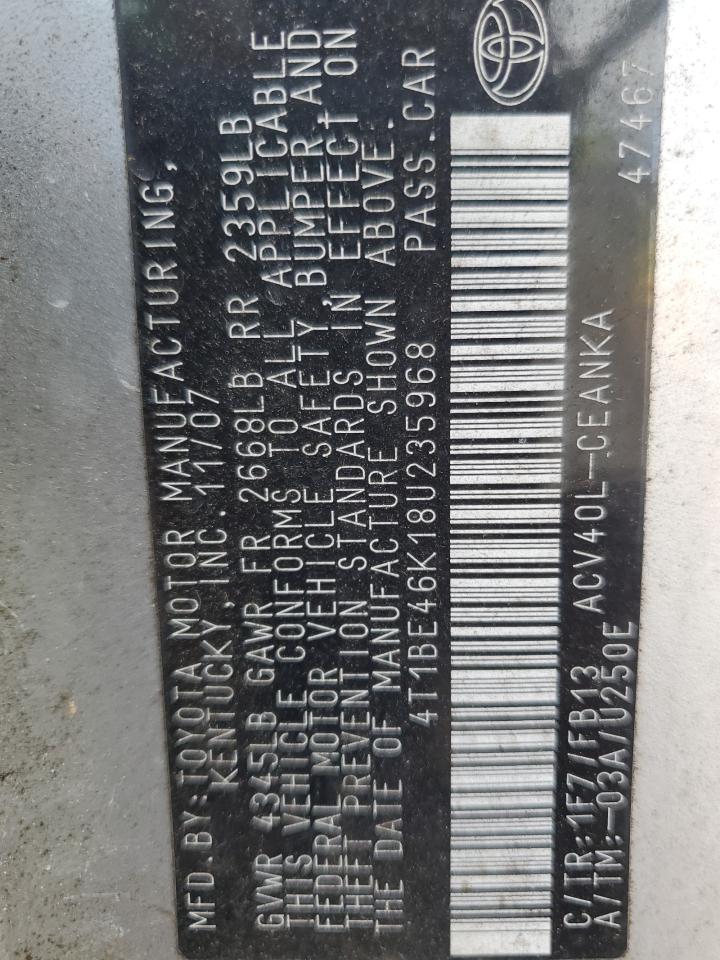 MFD.BY:TOYOTA MOTOR MANUFACTURING,
KENTUCKY, INC. 11/07
GVWR 4345LB GAWR FR 2668LB RR 2359LB
THIS VEHICLE CONFORMS TO ALL APPLICABLE
FEDERAL MOTOR VEHICLE SAFETY, BUMPER, AND
THEFT PREVENTION STANDARDS IN EFFECT ON
THE DATE OF MANUFACTURE SHOWN ABOVE.
4T1BE46K18U235968 PASS.CAR
C/TR:1F7/FB13 ACV40L-CEANKA
A/TM:-03A/U250E 47467